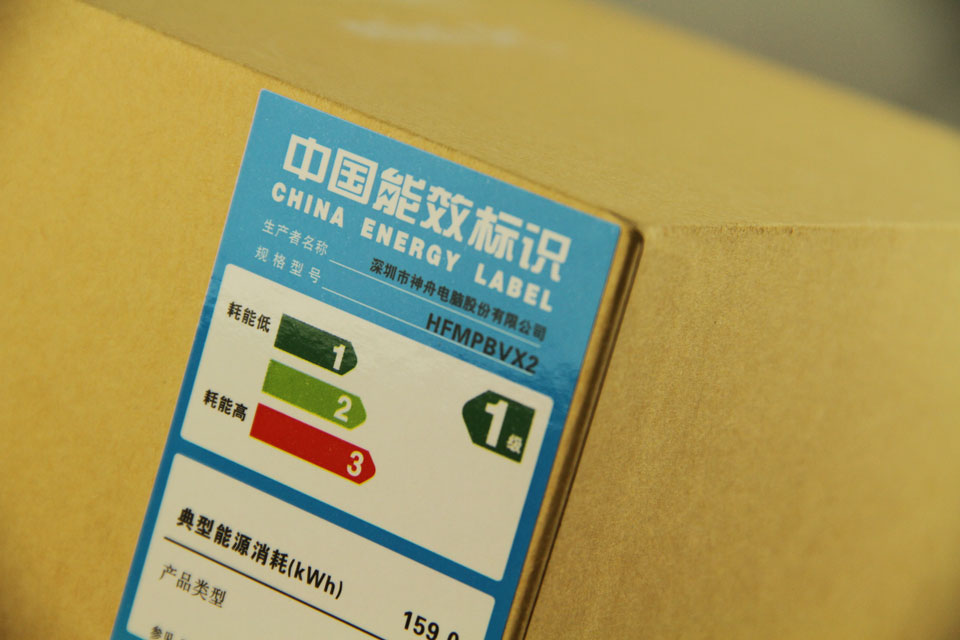 中国能效标识
CHINA ENERGY LABEL
生产者名称 深圳市神舟电脑股份有限公司
规格型号 HFMPBVX2
耗能低
1
2
耗能高
3
1级
典型能源消耗(kWh) 159.0
产品类型
参见